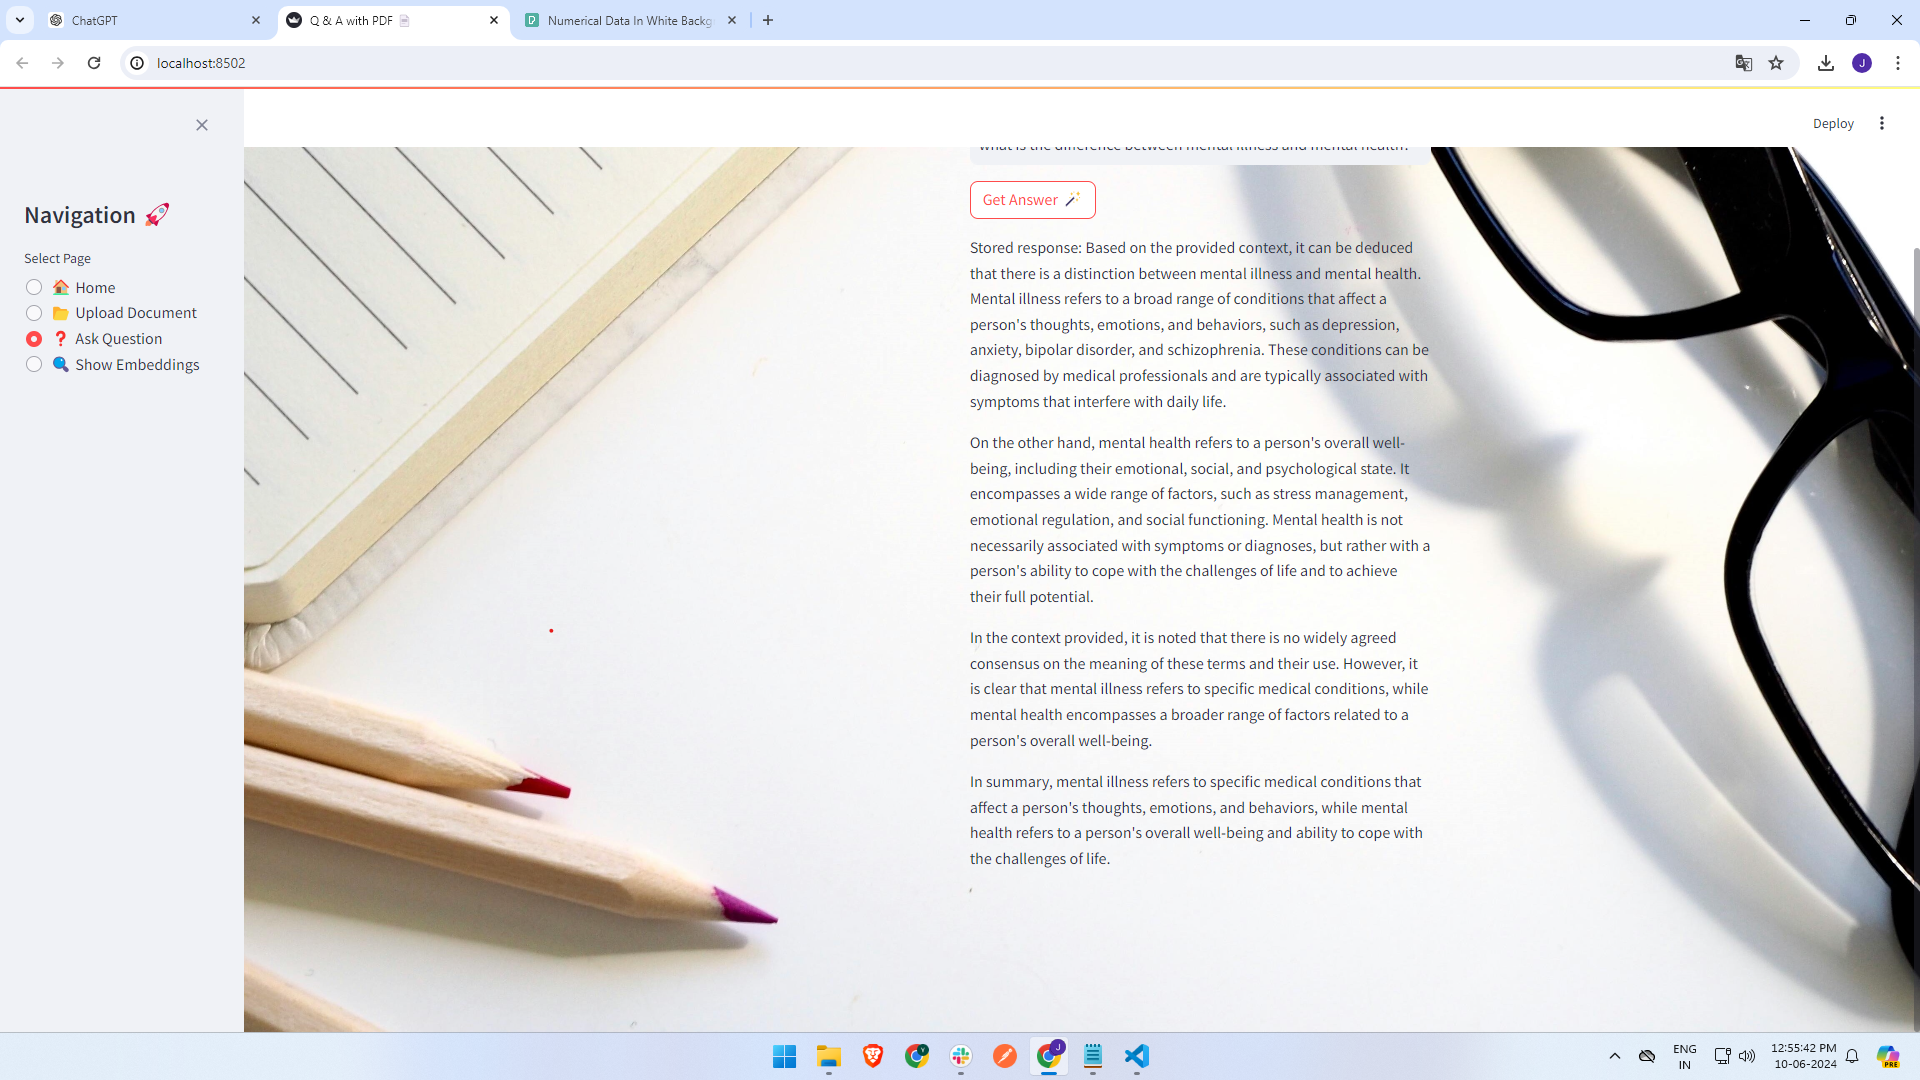 ChatGPT
Q & A with PDF
Numerical Data In White Backg
localhost:8502
J
Deploy
Navigation
Select Page
Home
Upload Document
Ask Question
Show Embeddings
what is the difference between mental illness and mental health?
Get Answer
Stored response: Based on the provided context, it can be deduced
that there is a distinction between mental illness and mental health.
Mental illness refers to a broad range of conditions that affect a
person's thoughts, emotions, and behaviors, such as depression,
anxiety, bipolar disorder, and schizophrenia. These conditions can be
diagnosed by medical professionals and are typically associated with
symptoms that interfere with daily life.
On the other hand, mental health refers to a person's overall well-
being, including their emotional, social, and psychological state. It
encompasses a wide range of factors, such as stress management,
emotional regulation, and social functioning. Mental health is not
necessarily associated with symptoms or diagnoses, but rather with a
person's ability to cope with the challenges of life and to achieve
their full potential.
In the context provided, it is noted that there is no widely agreed
consensus on the meaning of these terms and their use. However, it
is clear that mental illness refers to specific medical conditions, while
mental health encompasses a broader range of factors related to a
person's overall well-being.
In summary, mental illness refers to specific medical conditions that
affect a person's thoughts, emotions, and behaviors, while mental
health refers to a person's overall well-being and ability to cope with
the challenges of life.
J
ENG
IN
12:55:42 PM
10-06-2024
PRE